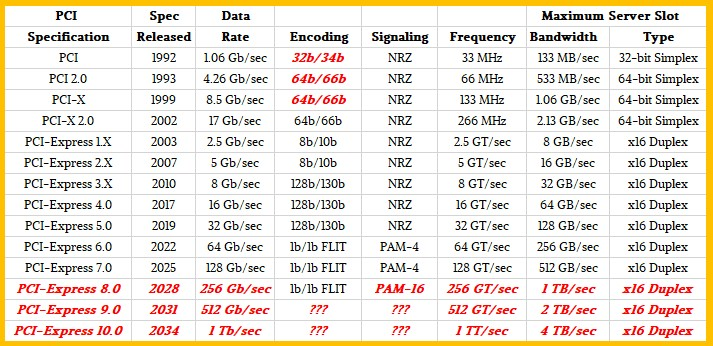 PCI Spec Data Maximum Server Slot
Specification Released Rate Encoding Signaling Frequency Bandwidth Type
PCI 1992 1.06 Gb/sec 32b/34b NRZ 33 MHz 133 MB/sec 32-bit Simplex
PCI 2.0 1993 4.26 Gb/sec 64b/66b NRZ 66 MHz 533 MB/sec 64-bit Simplex
PCI-X 1999 8.5 Gb/sec 64b/66b NRZ 133 MHz 1.06 GB/sec 64-bit Simplex
PCI-X 2.0 2002 17 Gb/sec 64b/66b NRZ 266 MHz 2.13 GB/sec 64-bit Simplex
PCI-Express 1.X 2003 2.5 Gb/sec 8b/10b NRZ 2.5 GT/sec 8 GB/sec x16 Duplex
PCI-Express 2.X 2007 5 Gb/sec 8b/10b NRZ 5 GT/sec 16 GB/sec x16 Duplex
PCI-Express 3.X 2010 8 Gb/sec 128b/130b NRZ 8 GT/sec 32 GB/sec x16 Duplex
PCI-Express 4.0 2017 16 Gb/sec 128b/130b NRZ 16 GT/sec 64 GB/sec x16 Duplex
PCI-Express 5.0 2019 32 Gb/sec 128b/130b NRZ 32 GT/sec 128 GB/sec x16 Duplex
PCI-Express 6.0 2022 64 Gb/sec 1b/1b FLIT PAM-4 64 GT/sec 256 GB/sec x16 Duplex
PCI-Express 7.0 2025 128 Gb/sec 1b/1b FLIT PAM-4 128 GT/sec 512 GB/sec x16 Duplex
PCI-Express 8.0 2028 256 Gb/sec 1b/1b FLIT PAM-16 256 GT/sec 1 TB/sec x16 Duplex
PCI-Express 9.0 2031 512 Gb/sec ??? ??? 512 GT/sec 2 TB/sec x16 Duplex
PCI-Express 10.0 2034 1 Tb/sec ??? ??? 1 TT/sec 4 TB/sec x16 Duplex